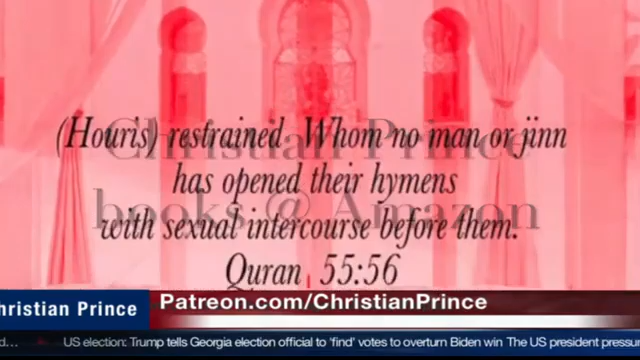 (Houris) restrained Whom no man or jinn
Christian Prince
has opened their hymens
books @ Amazon
with sexual intercourse before them.
Quran 55:56
hristian Prince
Patreon.com/ChristianPrince
US election: Trump tells Georgia election official to 'find' votes to overturn Biden win The US president pressu